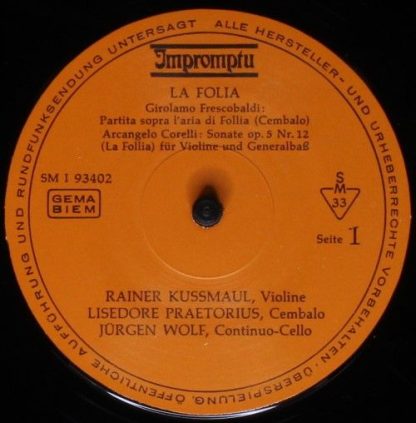 ALLE HERSTELLER- UND URHEBERRECHTE VORBEHALTEN · ÜBERSPIELUNG, ÖFFENTLICHE AUFFÜHRUNG UND RUNDFUNKSENDUNG UNTERSAGT
Impromptu
LA FOLIA
Girolamo Frescobaldi:
Partita sopra l'aria di Follia (Cembalo)
Arcangelo Corelli: Sonate op. 5 Nr. 12
(La Follia) für Violine und Generalbaß
SM I 93402
GEMA
BIEM
S
M
33
Seite 1
RAINER KUSSMAUL, Violine
LISEDORE PRAETORIUS, Cembalo
JÜRGEN WOLF, Continuo-Cello